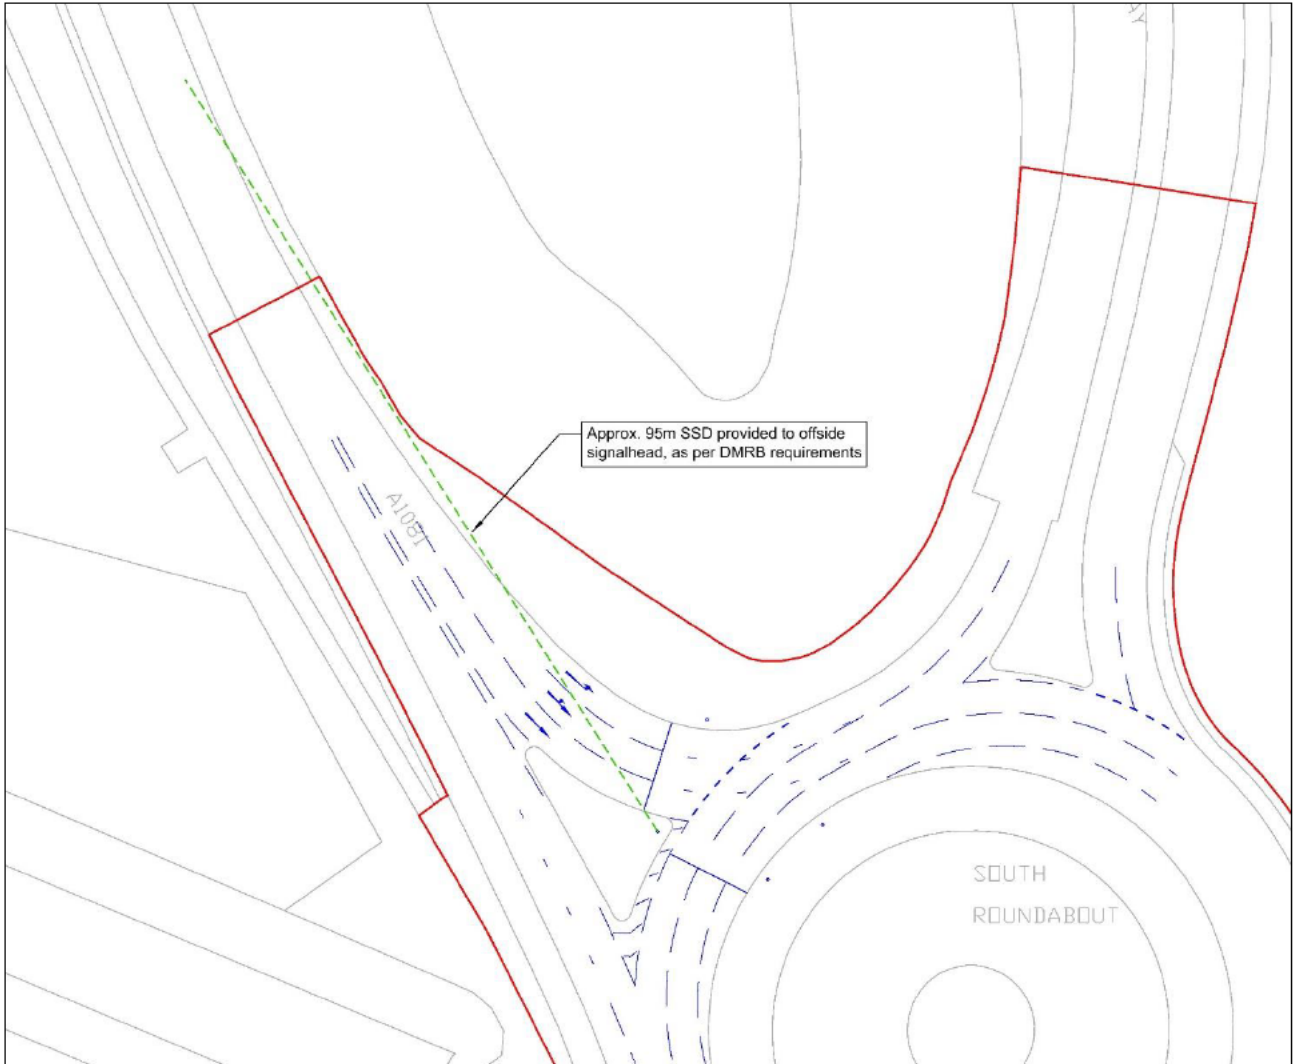 Approx. 95m SSD provided to offside
signalhead, as per DMRB requirements
A1081
SOUTH
ROUNDABOUT